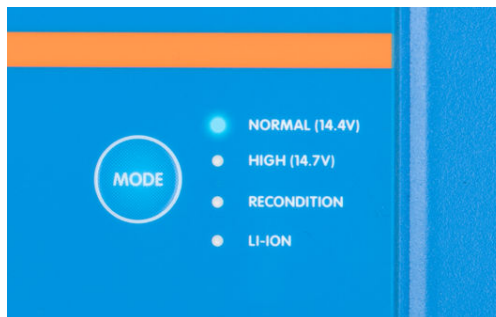 NORMAL (14.4V)
HIGH (14.7V)
MODE
RECONDITION
LI-ION